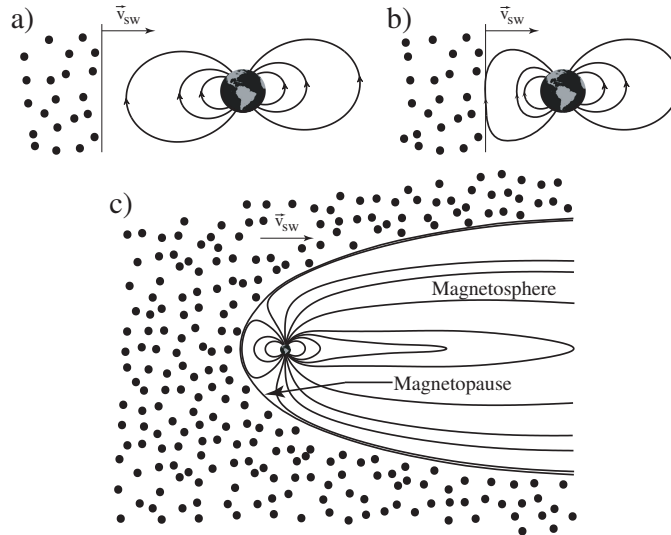 a)
v⃗sw
b)
v⃗sw
c)
v⃗sw
Magnetosphere
Magnetopause